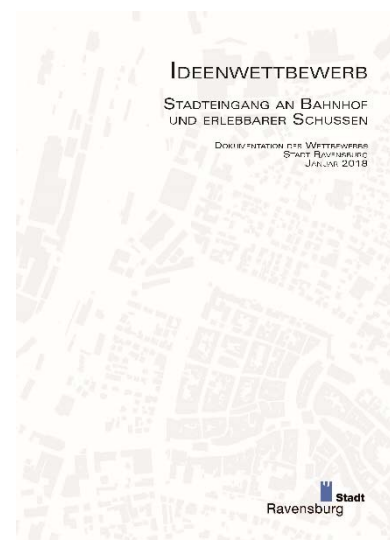 IDEENWETTBEWERB
STADTEINGANG AN BAHNHOF
UND ERLEBBARER SCHUSSEN
DOKUMENTATION DES WETTBEWERBS
STADT RAVENSBURG
JANUAR 2018
Stadt
Ravensburg